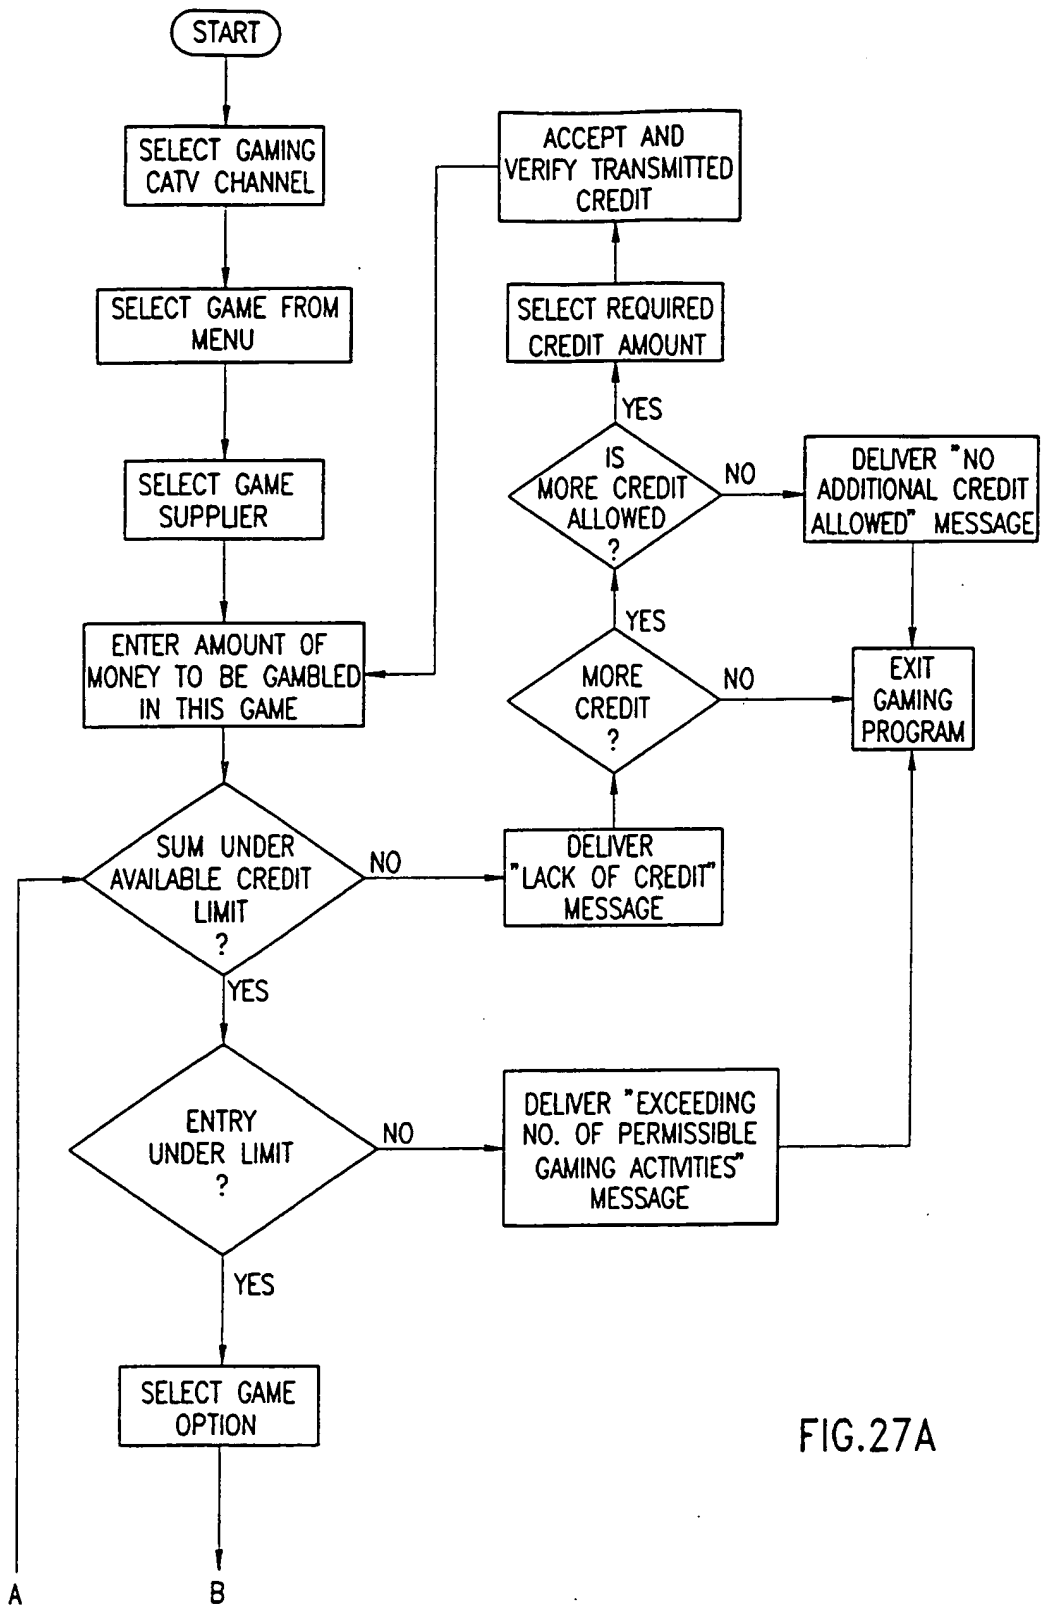 START
SELECT GAMING
CATV CHANNEL
SELECT GAME FROM
MENU
SELECT GAME
SUPPLIER
ENTER AMOUNT OF
MONEY TO BE GAMBLED
IN THIS GAME
SUM UNDER
AVAILABLE CREDIT
LIMIT
?
NO
YES
ENTRY
UNDER LIMIT
?
NO
YES
SELECT GAME
OPTION
A
B
ACCEPT AND
VERIFY TRANSMITTED
CREDIT
SELECT REQUIRED
CREDIT AMOUNT
YES
IS
MORE CREDIT
ALLOWED
?
NO
DELIVER "NO
ADDITIONAL CREDIT
ALLOWED" MESSAGE
YES
MORE
CREDIT
?
NO
EXIT
GAMING
PROGRAM
DELIVER
"LACK OF CREDIT"
MESSAGE
DELIVER "EXCEEDING
NO. OF PERMISSIBLE
GAMING ACTIVITIES"
MESSAGE
FIG.27A